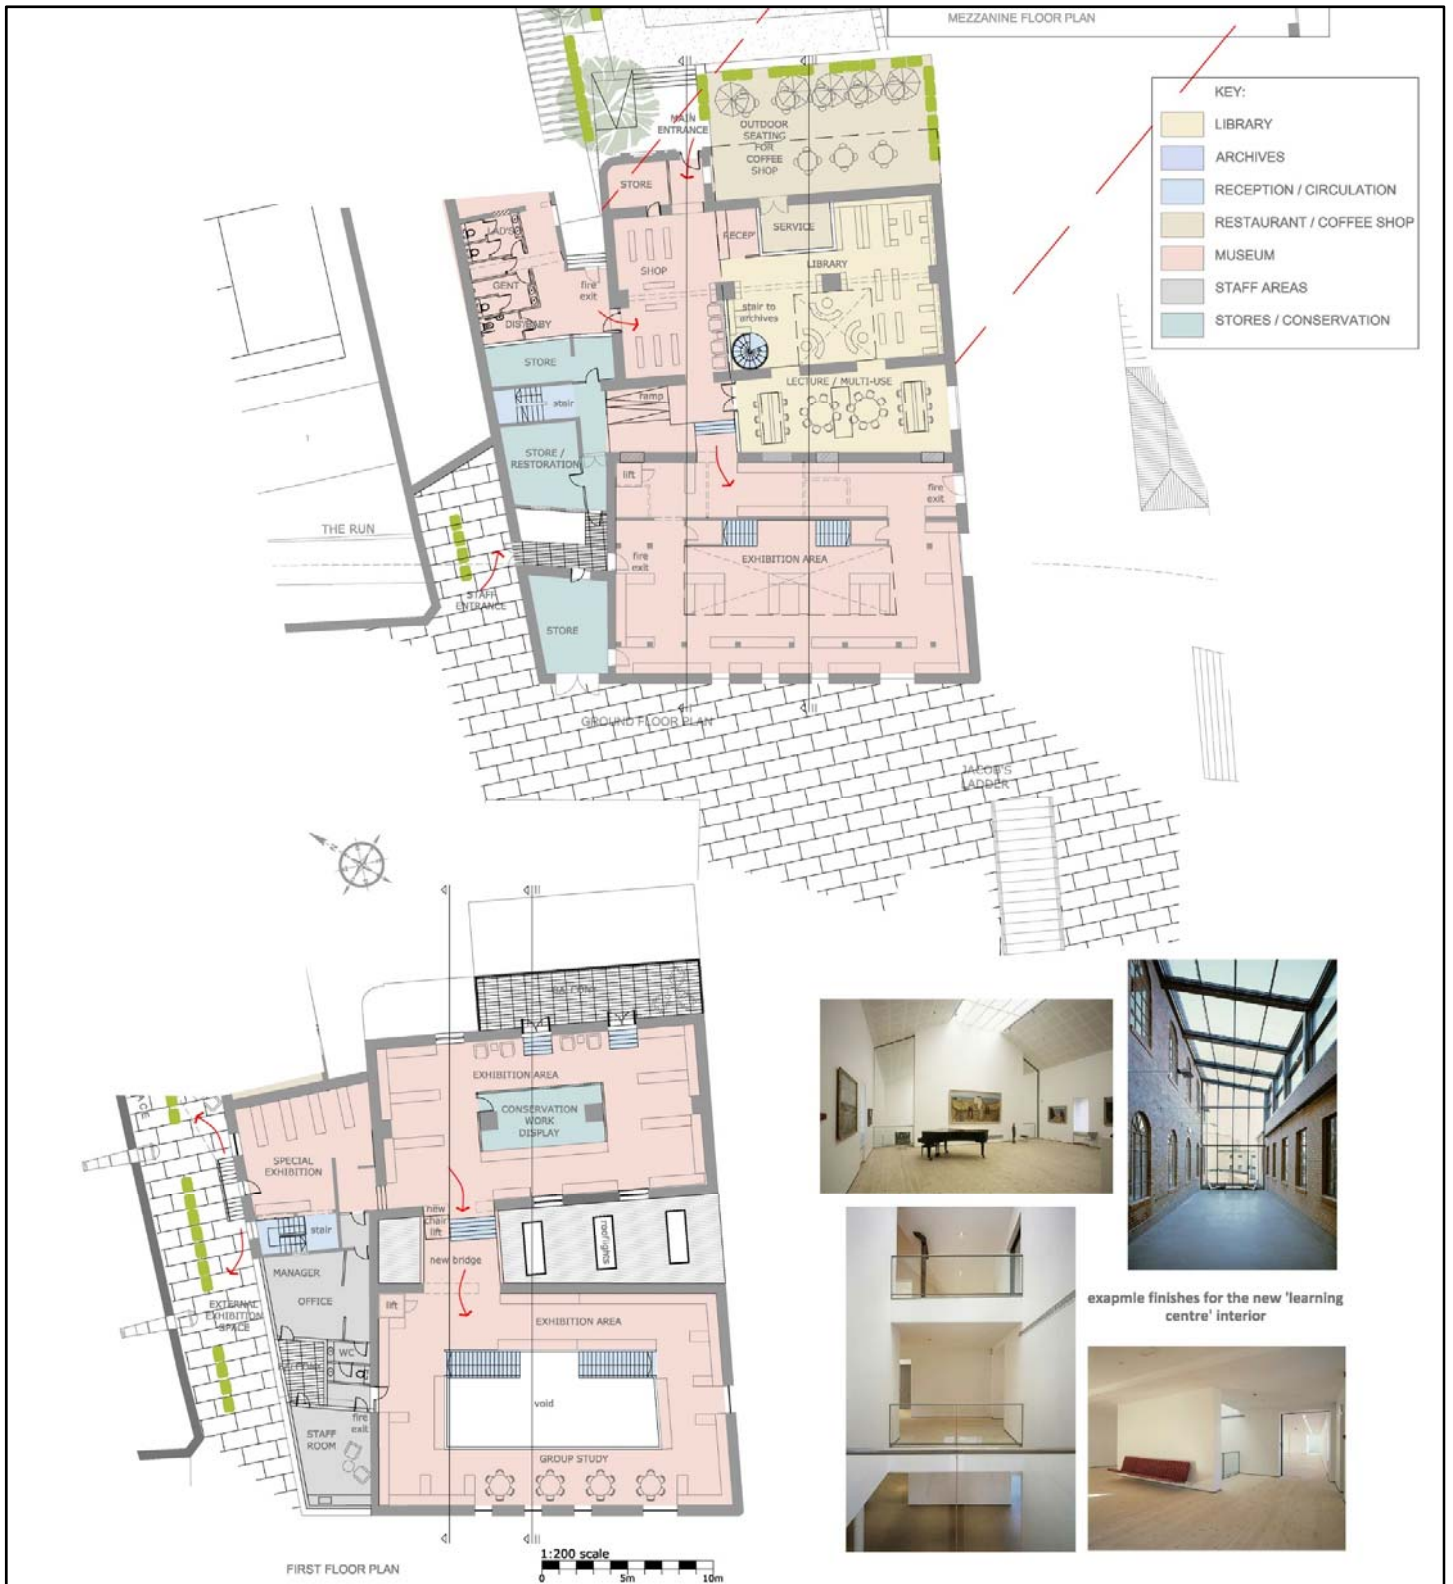 MEZZANINE FLOOR PLAN
KEY:
LIBRARY
ARCHIVES
RECEPTION / CIRCULATION
RESTAURANT / COFFEE SHOP
MUSEUM
STAFF AREAS
STORES / CONSERVATION
MAIN
ENTRANCE
OUTDOOR
SEATING
FOR
COFFEE
SHOP
STORE
SERVICE
RECEP'
LIBRARY
SHOP
GENT
fire
exit
stair to
archives
DIS'BABY
STORE
LECTURE / MULTI-USE
stair
ramp
STORE /
RESTORATION
lift
fire
exit
THE RUN
fire
exit
EXHIBITION AREA
STAFF
ENTRANCE
STORE
GROUND FLOOR PLAN
JACOB'S
LADDER
N
BALCONY
EXHIBITION AREA
CONSERVATION
WORK
DISPLAY
SPECIAL
EXHIBITION
new
chair
lift
stair
rooflights
new bridge
MANAGER
OFFICE
lift
EXTERNAL
EXHIBITION
SPACE
EXHIBITION AREA
WC
void
fire
exit
STAFF
ROOM
GROUP STUDY
FIRST FLOOR PLAN
1:200 scale
0 5m 10m
exapmle finishes for the new 'learning
centre' interior